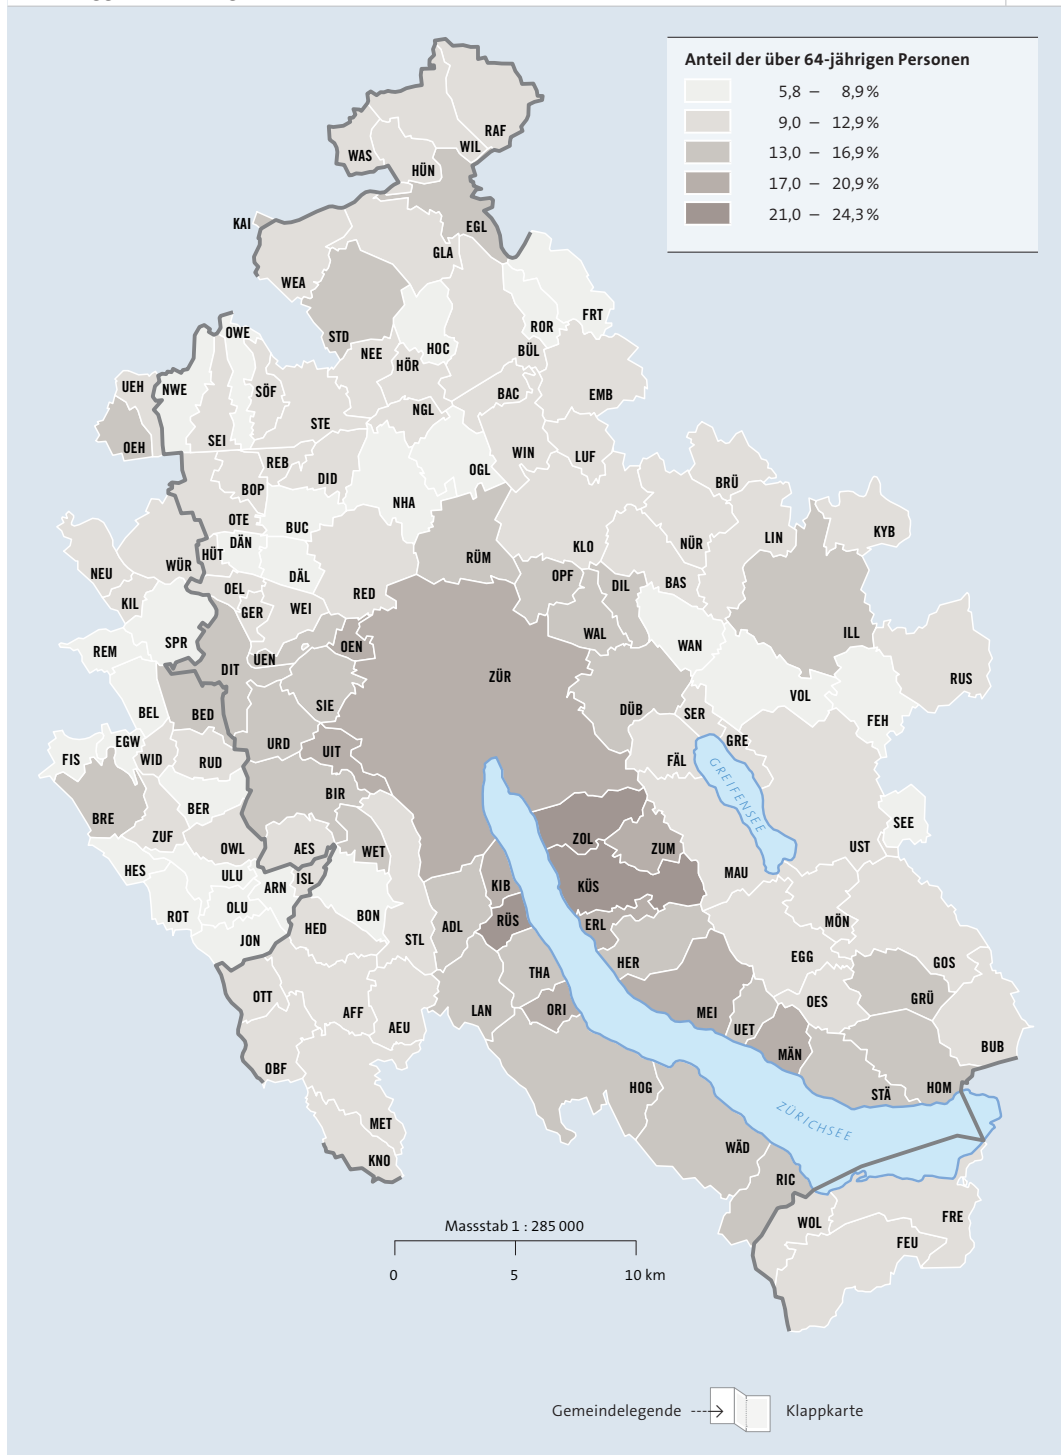 Anteil der über 64-jährigen Personen
5,8 – 8,9 %
9,0 – 12,9 %
13,0 – 16,9 %
17,0 – 20,9 %
21,0 – 24,3 %
RAF
WIL
WAS
HÜN
KAI
EGL
GLA
WEA
FRT
ROR
OWE
STD
HOC
BÜL
NEE
HÖR
UEH
NWE
SÖF
BAC
EMB
NGL
STE
SEI
OEH
WIN
LUF
REB
OGL
DID
BRÜ
BOP
NHA
OTE
BUC
LIN
KYB
DÄN
HÜT
KLO
NÜR
RÜM
WÜR
NEU
DÄL
OPF
DIL
BAS
OEL
RED
KIL
GER
WEI
WAL
ILL
SPR
OEN
WAN
REM
UEN
DIT
ZÜR
RUS
VOL
SIE
DÜB
SER
BEL
BED
FEH
EGW
URD
UIT
GRE
FIS
WID
RUD
FÄL
GREIFENSEE
BIR
BER
BRE
SEE
ZUF
ZOL
OWL
AES
WET
ZUM
UST
HES
ULU
ISL
MAU
ARN
KIB
KÜS
OLU
ROT
BON
RÜS
MÖN
ERL
HED
ADL
JON
STL
EGG
HER
GOS
THA
OTT
GRÜ
OES
LAN
ORI
AFF
MEI
AEU
UET
BUB
MÄN
OBF
HOG
HOM
STÄ
ZÜRICHSEE
MET
WÄD
KNO
RIC
FRE
WOL
Massstab 1 : 285 000
FEU
0 5 10 km
Gemeindelegende Klappkarte